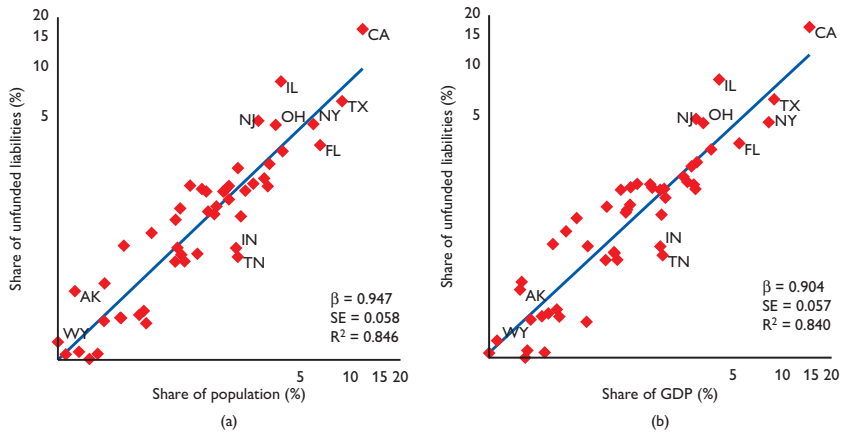 20
15
10
5
Share of unfunded liabilities (%)
CA
IL
TX
NJ
OH
NY
FL
IN
TN
AK
WY
β = 0.947
SE = 0.058
R² = 0.846
5
10
15 20
Share of population (%)
(a)
20
15
10
5
Share of unfunded liabilities (%)
CA
IL
TX
NJ
OH
NY
FL
IN
TN
AK
WY
β = 0.904
SE = 0.057
R² = 0.840
5
10
15 20
Share of GDP (%)
(b)